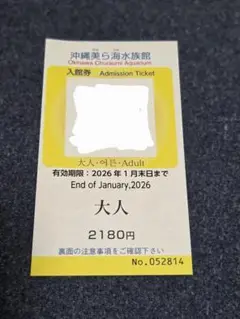 沖縄美ら海水族館
Okinawa Churaumi Aquarium
入館券 Admission Ticket
大人・어른・Adult
有効期限：2026年1月末日まで
End of January,2026
大人
2180円
裏面の注意事項をご確認下さい
No.052814